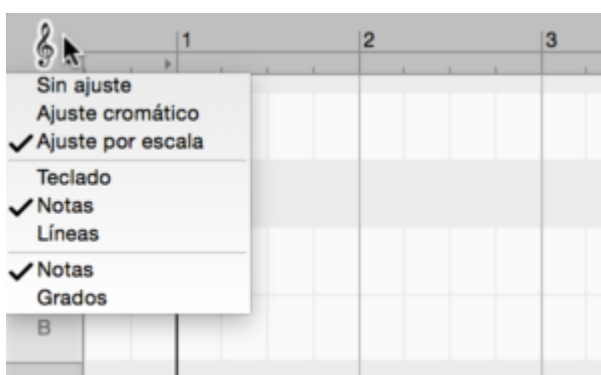 1 2 3
Sin ajuste
Ajuste cromático
Ajuste por escala
Teclado
Notas
Líneas
Notas
Grados
B